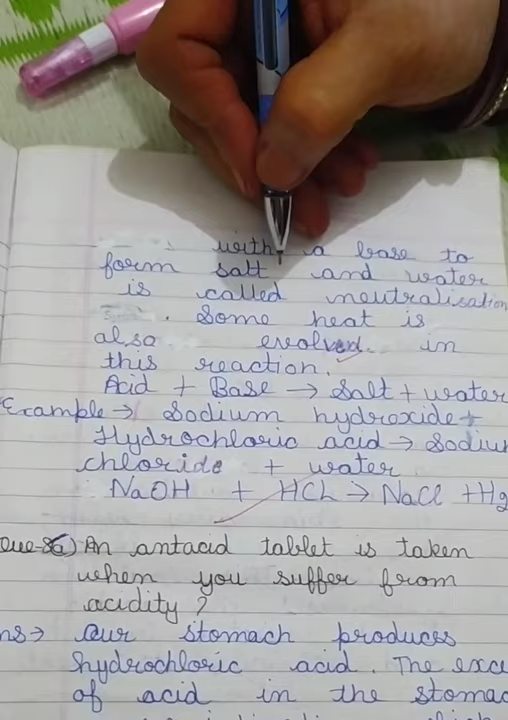 with a base to
form salt and water
is called neutralisation
. Some heat is
also evolved in
this reaction.
Acid + Base → Salt + water
Example → Sodium hydroxide +
Hydrochloric acid → Sodium
chloride + water
NaOH + HCl → NaCl + H2
Que-8 a) An antacid tablet is taken
when you suffer from
acidity ?
ns → Our stomach produces
hydrochloric acid. The exce
of acid in the stomac